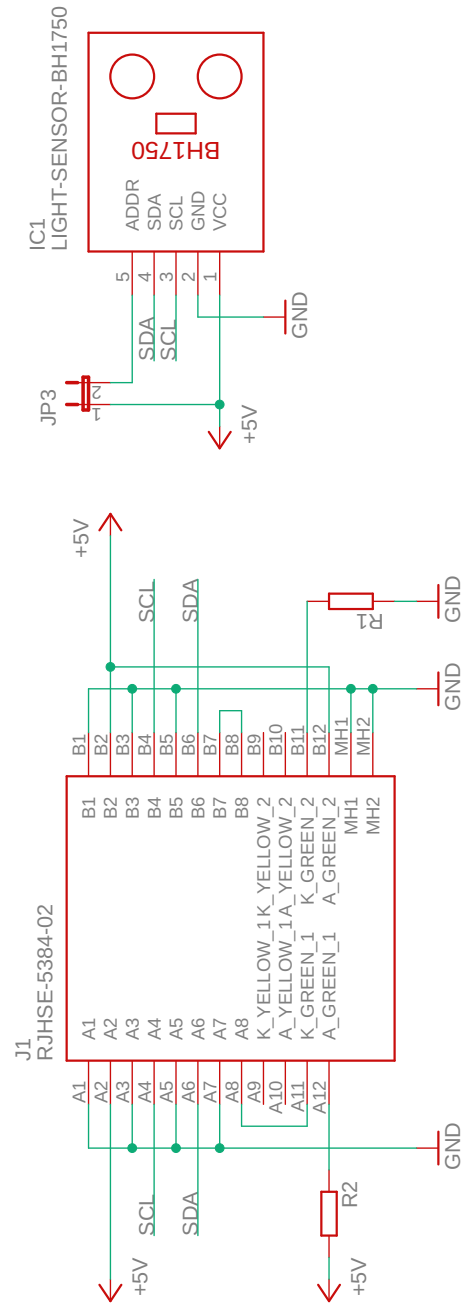 IC1
LIGHT-SENSOR-BH1750
BH1750
ADDR
SDA
SCL
GND
VCC
5
4
3
2
1
SDA
SCL
GND
JP3
2
1
+5V
+5V
SCL
SDA
R1
GND
GND
B1
B2
B3
B4
B5
B6
B7
B8
B9
B10
B11
B12
MH1
MH2
B1
B2
B3
B4
B5
B6
B7
B8
K_YELLOW_2
A_YELLOW_2
K_GREEN_2
A_GREEN_2
MH1
MH2
J1
RJHSE-5384-02
A1
A2
A3
A4
A5
A6
A7
A8
K_YELLOW_1
A_YELLOW_1
K_GREEN_1
A_GREEN_1
A1
A2
A3
A4
A5
A6
A7
A8
A9
A10
A11
A12
SCL
SDA
GND
R2
+5V
+5V